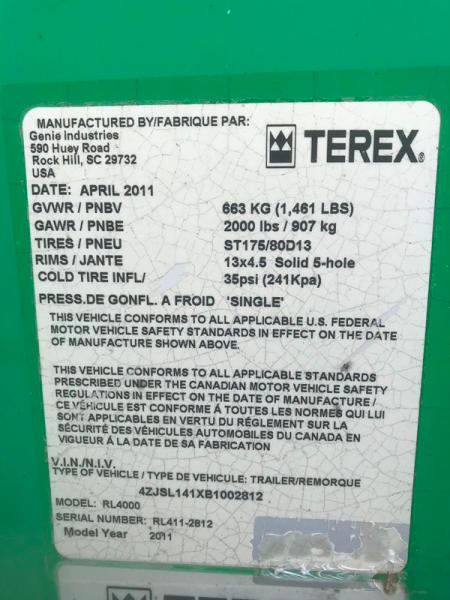 MANUFACTURED BY/FABRIQUE PAR:
Genie Industries
590 Huey Road
Rock Hill, SC 29732
USA
TEREX®
DATE: APRIL 2011
GVWR / PNBV 663 KG (1,461 LBS)
GAWR / PNBE 2000 lbs / 907 kg
TIRES / PNEU ST175/80D13
RIMS / JANTE 13x4.5 Solid 5-hole
COLD TIRE INFL/ 35psi (241Kpa)
PRESS.DE GONFL. A FROID 'SINGLE'
THIS VEHICLE CONFORMS TO ALL APPLICABLE U.S. FEDERAL
MOTOR VEHICLE SAFETY STANDARDS IN EFFECT ON THE DATE
OF MANUFACTURE SHOWN ABOVE.
THIS VEHICLE CONFORMS TO ALL APPLICABLE STANDARDS
PRESCRIBED UNDER THE CANADIAN MOTOR VEHICLE SAFETY
REGULATIONS IN EFFECT ON THE DATE OF MANUFACTURE /
CE VÉHICULE EST CONFORME Á TOUTES LES NORMES QUI LUI
SONT APPLICABLES EN VERTU DU RÉGLEMENT SUR LA
SÉCURITÉ DES VÉHICULES AUTOMOBILES DU CANADA EN
VIGUEUR Á LA DATE DE SA FABRICATION
V.I.N./N.I.V.
TYPE OF VEHICLE / TYPE DE VEHICULE: TRAILER/REMORQUE
4ZJSL141XB1002812
MODEL: RL4000
SERIAL NUMBER: RL411-2812
Model Year 2011